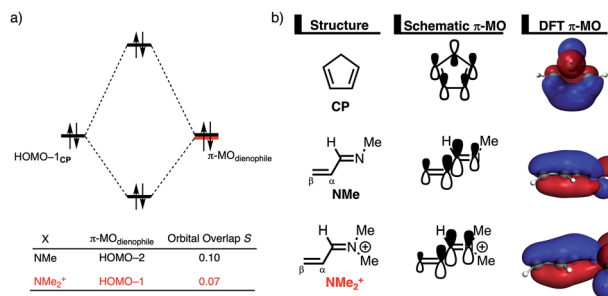 a)
HOMO–1CP
π-MOdienophile
X π-MOdienophile Orbital Overlap S
NMe HOMO–2 0.10
NMe2+ HOMO–1 0.07
b)
Structure Schematic π-MO DFT π-MO
CP
H
N
Me
β
α
NMe
H
Me
H
N
Me
Me
β
α
NMe2+
H
Me
Me